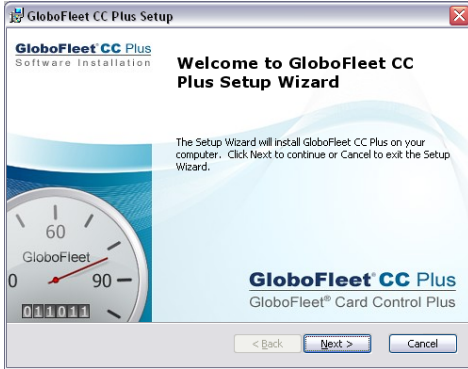 GloboFleet CC Plus Setup
GloboFleet® CC Plus
Software Installation
Welcome to GloboFleet CC
Plus Setup Wizard
The Setup Wizard will install GloboFleet CC Plus on your
computer. Click Next to continue or Cancel to exit the Setup
Wizard.
60
GloboFleet
0 90
011011
GloboFleet® CC Plus
GloboFleet® Card Control Plus
< Back Next > Cancel